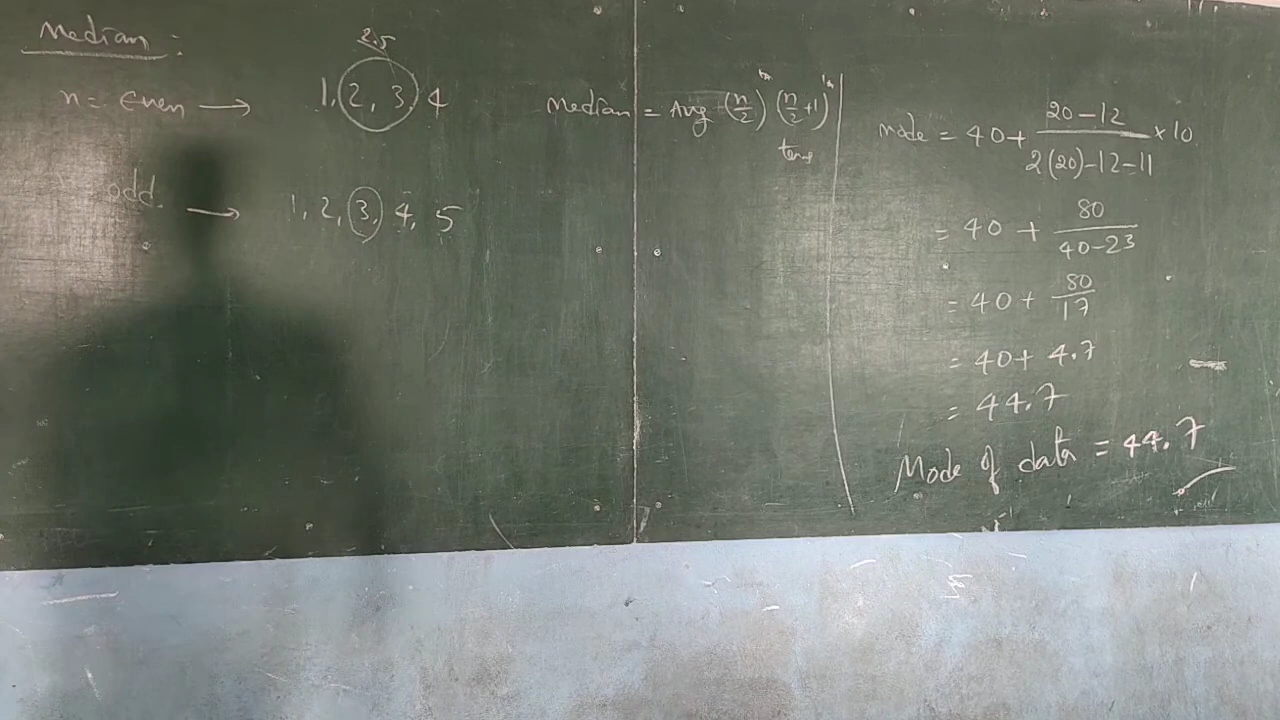 Median :
2.5
n = Even → 1, 2, 3, 4
odd → 1, 2, 3, 4, 5
Median = Avg (n/2)th (n/2+1)th
terms
mode = 40 + (20-12)/(2(20)-12-11) × 10
= 40 + 80/(40-23)
= 40 + 80/17
= 40 + 4.7
= 44.7
Mode of data = 44.7